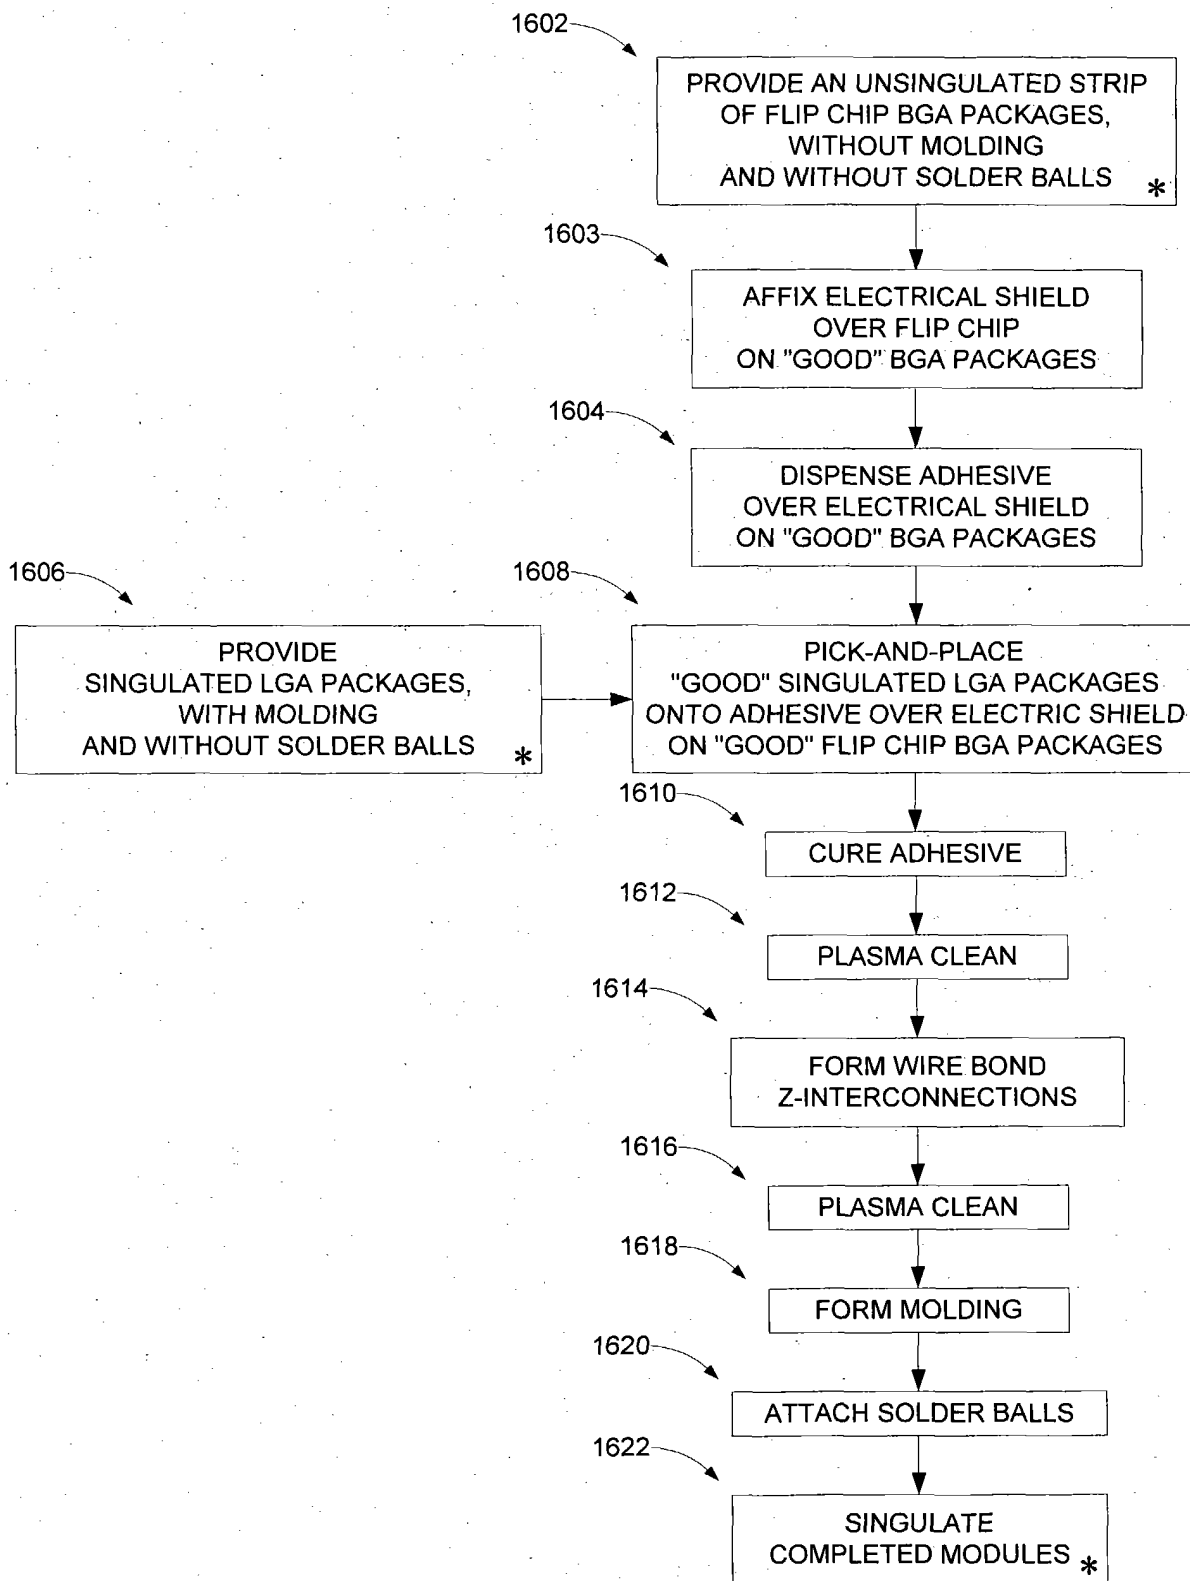 1602
PROVIDE AN UNSINGULATED STRIP
OF FLIP CHIP BGA PACKAGES,
WITHOUT MOLDING
AND WITHOUT SOLDER BALLS *
1603
AFFIX ELECTRICAL SHIELD
OVER FLIP CHIP
ON "GOOD" BGA PACKAGES
1604
DISPENSE ADHESIVE
OVER ELECTRICAL SHIELD
ON "GOOD" BGA PACKAGES
1606
PROVIDE
SINGULATED LGA PACKAGES,
WITH MOLDING
AND WITHOUT SOLDER BALLS *
1608
PICK-AND-PLACE
"GOOD" SINGULATED LGA PACKAGES
ONTO ADHESIVE OVER ELECTRIC SHIELD
ON "GOOD" FLIP CHIP BGA PACKAGES
1610
CURE ADHESIVE
1612
PLASMA CLEAN
1614
FORM WIRE BOND
Z-INTERCONNECTIONS
1616
PLASMA CLEAN
1618
FORM MOLDING
1620
ATTACH SOLDER BALLS
1622
SINGULATE
COMPLETED MODULES *